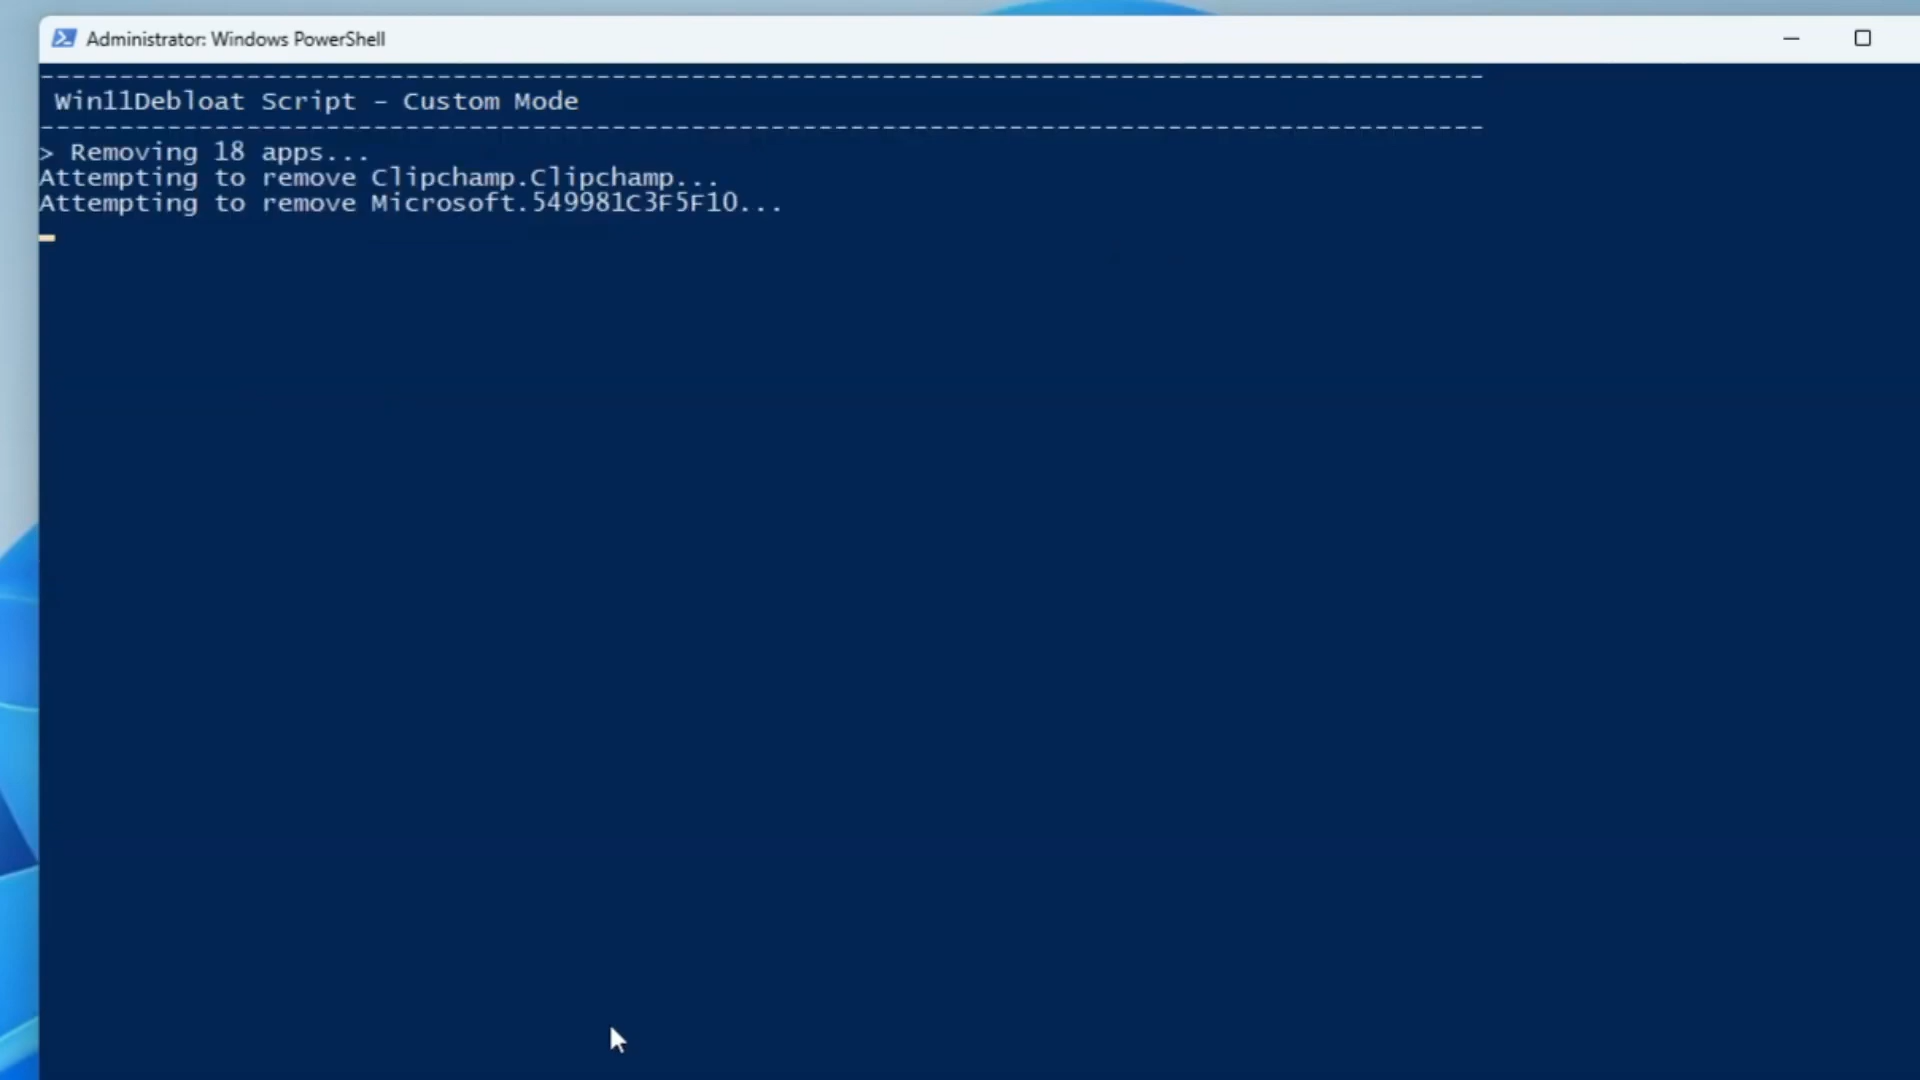 Administrator: Windows PowerShell
-------------------------------------------------------------------------------------------
Win11Debloat Script - Custom Mode
-------------------------------------------------------------------------------------------
> Removing 18 apps...
Attempting to remove Clipchamp.Clipchamp...
Attempting to remove Microsoft.549981C3F5F10...